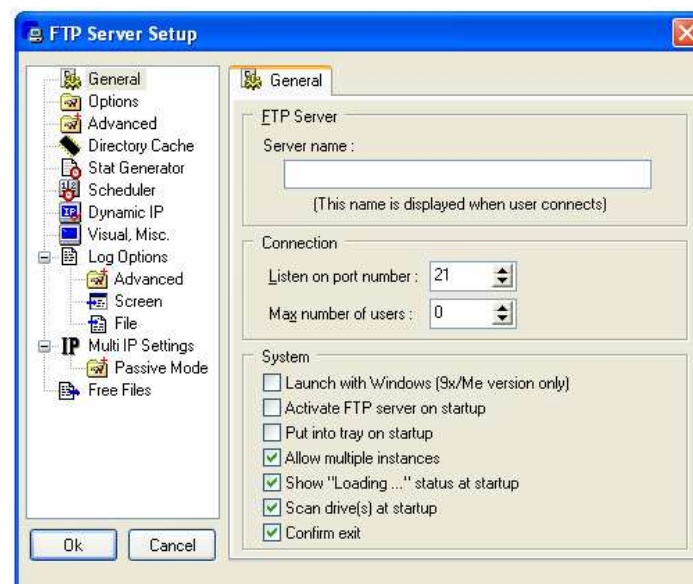 FTP Server Setup
General
Options
Advanced
Directory Cache
Stat Generator
Scheduler
Dynamic IP
Visual, Misc.
Log Options
Advanced
Screen
File
IP Multi IP Settings
Passive Mode
Free Files
Ok
Cancel
General
FTP Server
Server name :
(This name is displayed when user connects)
Connection
Listen on port number : 21
Max number of users : 0
System
Launch with Windows (9x/Me version only)
Activate FTP server on startup
Put into tray on startup
Allow multiple instances
Show "Loading ..." status at startup
Scan drive(s) at startup
Confirm exit